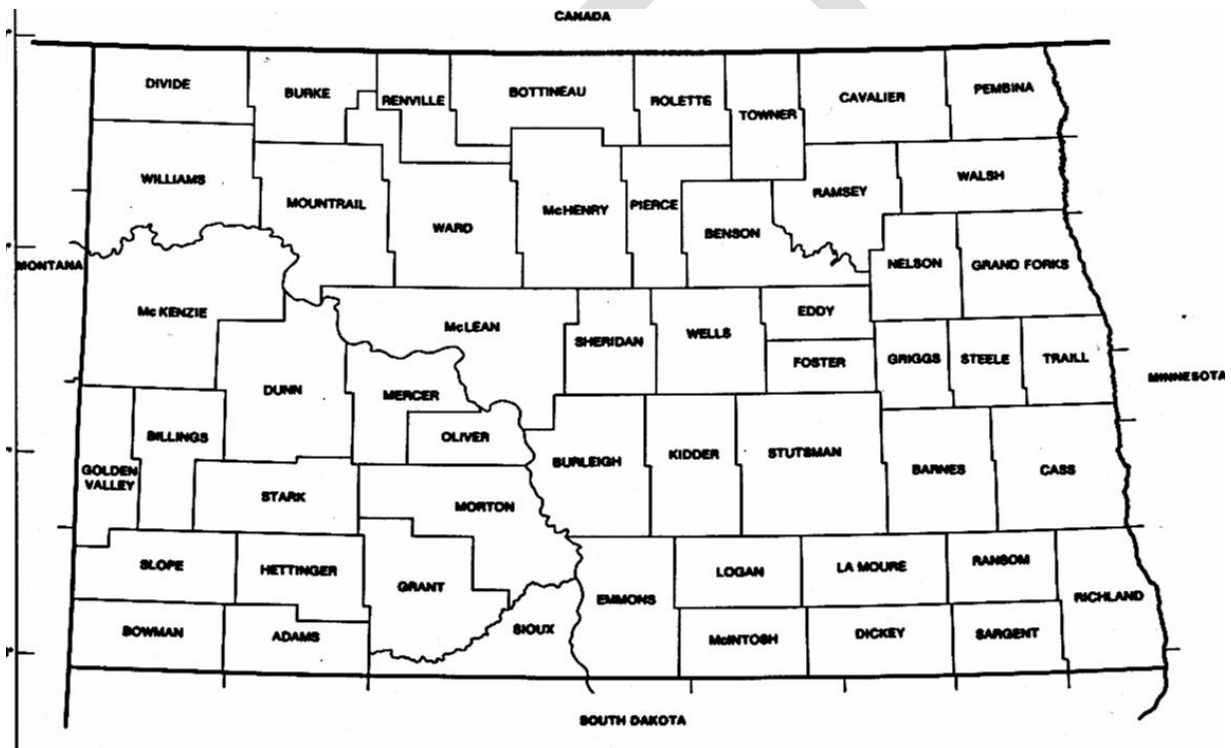 CANADA
DIVIDE
BURKE
RENVILLE
BOTTINEAU
ROLETTE
TOWNER
CAVALIER
PEMBINA
WILLIAMS
MOUNTRAIL
WARD
McHENRY
PIERCE
BENSON
RAMSEY
WALSH
MONTANA
McKENZIE
McLEAN
SHERIDAN
WELLS
EDDY
FOSTER
NELSON
GRAND FORKS
DUNN
MERCER
OLIVER
GRIGGS
STEELE
TRAILL
MINNESOTA
GOLDEN
VALLEY
BILLINGS
STARK
MORTON
BURLEIGH
KIDDER
STUTSMAN
BARNES
CASS
SLOPE
HETTINGER
GRANT
SIOUX
EMMONS
LOGAN
LA MOURE
RANSOM
RICHLAND
BOWMAN
ADAMS
McINTOSH
DICKEY
SARGENT
SOUTH DAKOTA